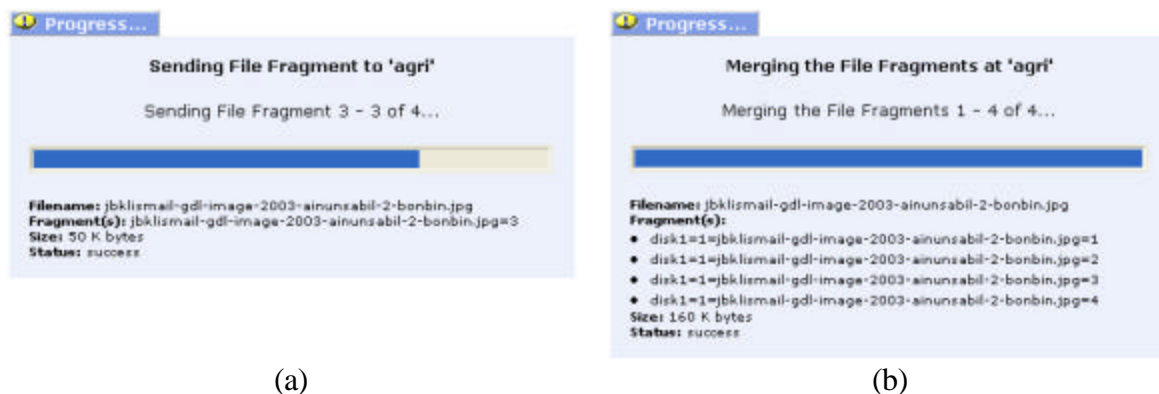 Progress...
Sending File Fragment to 'agri'
Sending File Fragment 3 - 3 of 4...
Filename: jbklismail-gdl-image-2003-ainunsabil-2-bonbin.jpg
Fragment(s): jbklismail-gdl-image-2003-ainunsabil-2-bonbin.jpg=3
Size: 50 K bytes
Status: success
(a)
Progress...
Merging the File Fragments at 'agri'
Merging the File Fragments 1 - 4 of 4...
Filename: jbklismail-gdl-image-2003-ainunsabil-2-bonbin.jpg
Fragment(s):
• disk1=1=jbklismail-gdl-image-2003-ainunsabil-2-bonbin.jpg=1
• disk1=1=jbklismail-gdl-image-2003-ainunsabil-2-bonbin.jpg=2
• disk1=1=jbklismail-gdl-image-2003-ainunsabil-2-bonbin.jpg=3
• disk1=1=jbklismail-gdl-image-2003-ainunsabil-2-bonbin.jpg=4
Size: 160 K bytes
Status: success
(b)